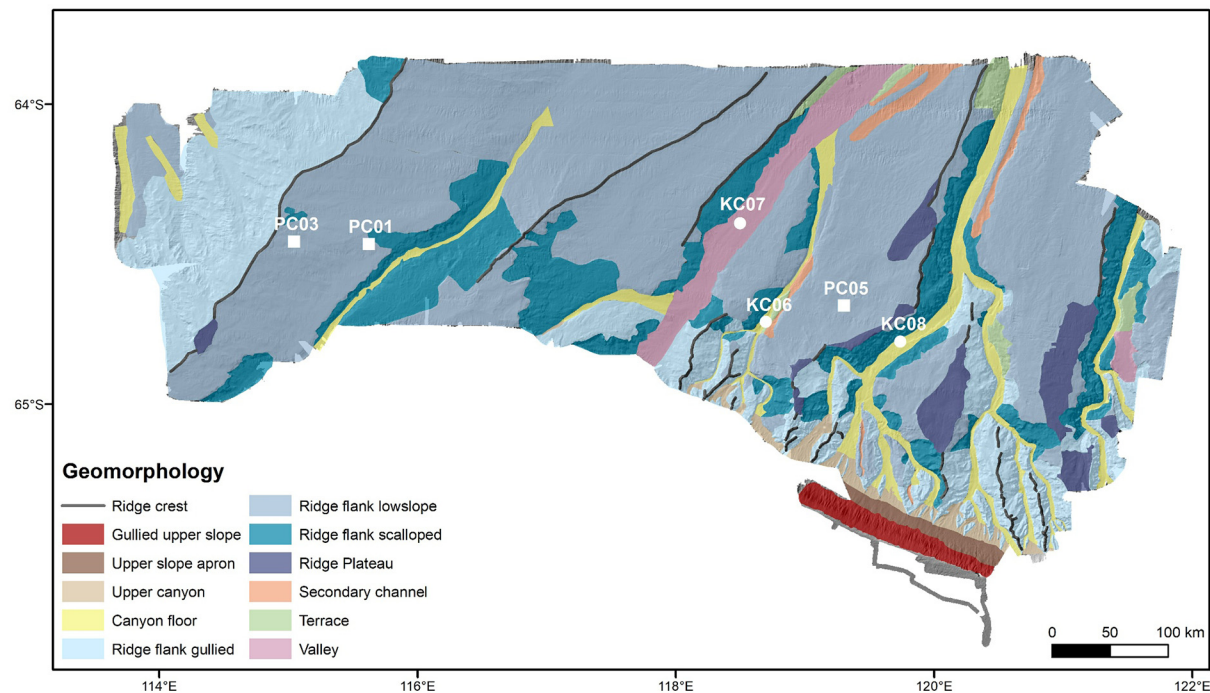 64°S
PC03
PC01
KC07
KC06
PC05
KC08
65°S
Geomorphology
Ridge crest
Gullied upper slope
Upper slope apron
Upper canyon
Canyon floor
Ridge flank gullied
Ridge flank lowslope
Ridge flank scalloped
Ridge Plateau
Secondary channel
Terrace
Valley
0 50 100 km
114°E 116°E 118°E 120°E 122°E